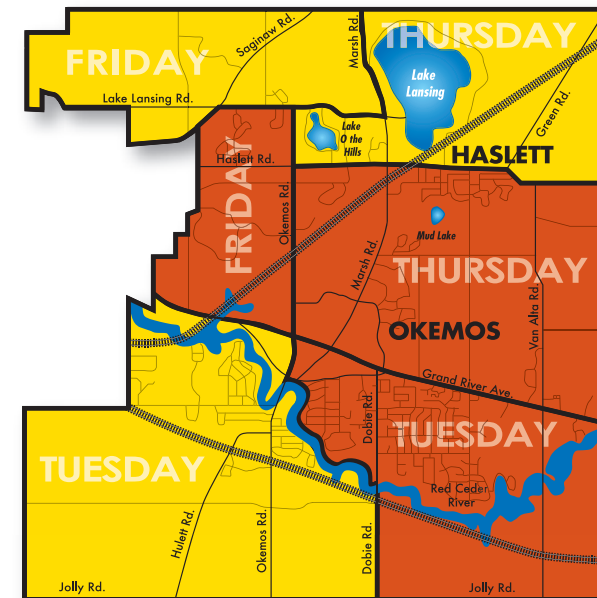 FRIDAY
Saginaw Rd.
Marsh Rd.
THURSDAY
Lake
Lansing
Lake Lansing Rd.
Green Rd.
Lake
O the
Hills
HASLETT
Haslett Rd.
FRIDAY
Okemos Rd.
Mud Lake
Marsh Rd.
THURSDAY
Van Alta Rd.
OKEMOS
Grand River Ave.
Dobie Rd.
TUESDAY
TUESDAY
Red Ceder
River
Hulett Rd.
Okemos Rd.
Dobie Rd.
Jolly Rd.
Jolly Rd.